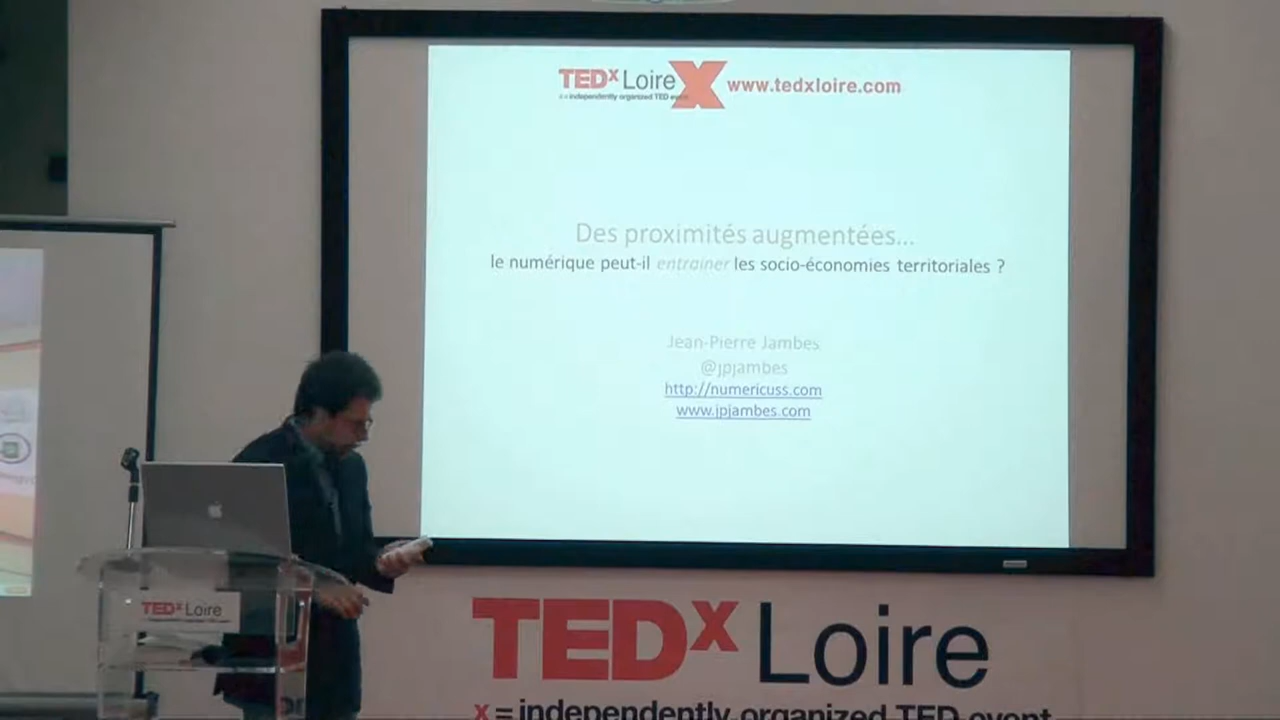 TEDx Loire X www.tedxloire.com
x = independently organized TED event
Des proximités augmentées...
le numérique peut-il entrainer les socio-économies territoriales ?
Jean-Pierre Jambes
@jpjambes
http://numericuss.com
www.jpjambes.com
TEDx Loire
TEDx Loire
x = independently organized TED event